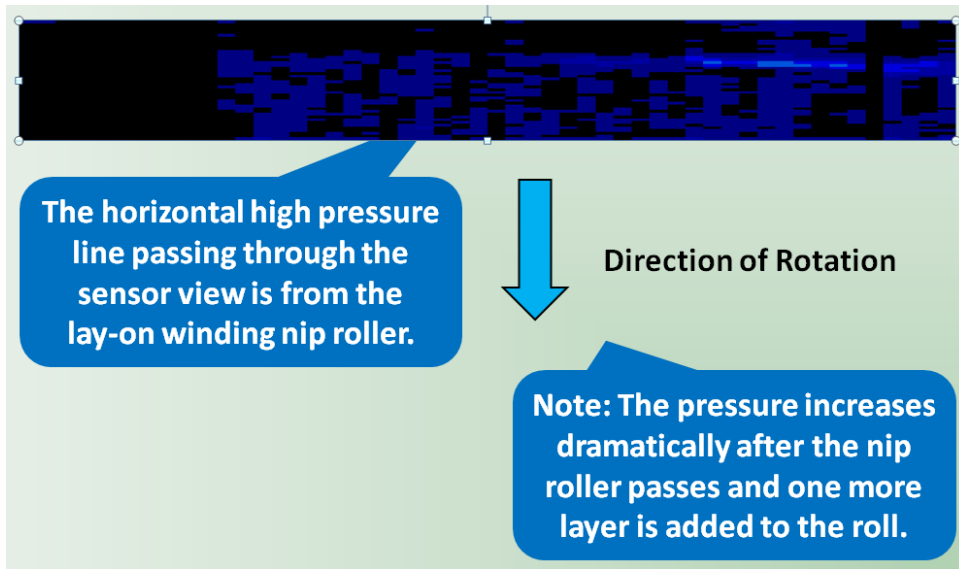 The horizontal high pressure
line passing through the
sensor view is from the
lay-on winding nip roller.
Direction of Rotation
Note: The pressure increases
dramatically after the nip
roller passes and one more
layer is added to the roll.